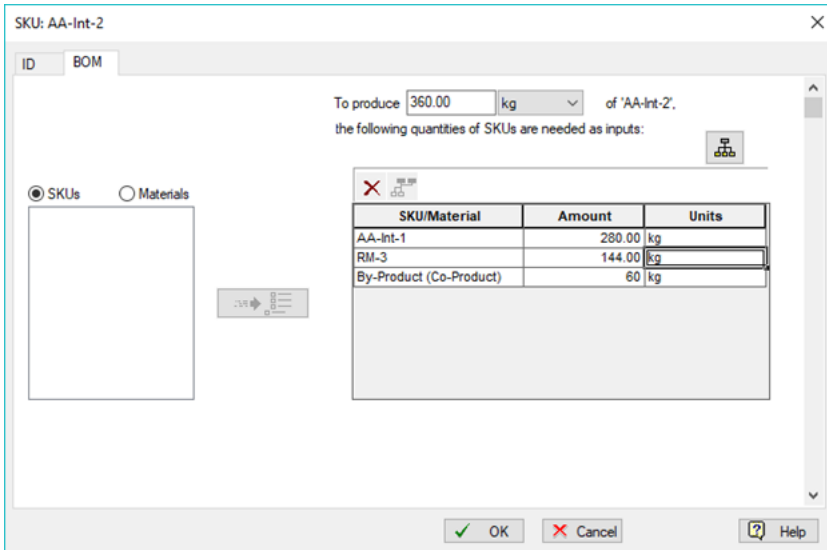 SKU: AA-Int-2
ID BOM
To produce 360.00 kg of 'AA-Int-2',
the following quantities of SKUs are needed as inputs:
SKUs Materials
SKU/Material Amount Units
AA-Int-1 280.00 kg
RM-3 144.00 kg
By-Product (Co-Product) 60 kg
OK Cancel Help